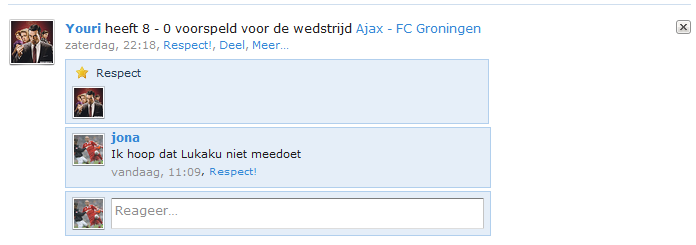 Youri heeft 8 - 0 voorspeld voor de wedstrijd Ajax - FC Groningen
zaterdag, 22:18, Respect!, Deel, Meer...
Respect
jona
Ik hoop dat Lukaku niet meedoet
vandaag, 11:09, Respect!
Reageer...